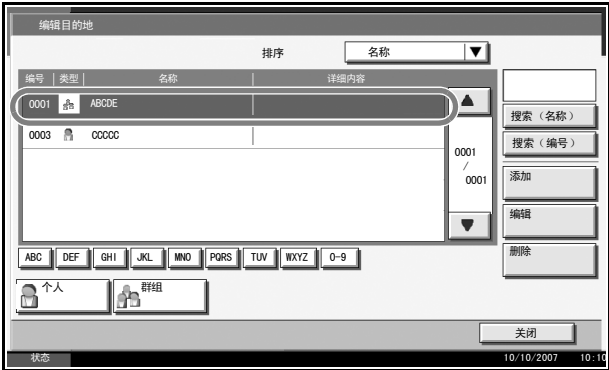 编辑目的地
排序 名称
编号 类型 名称 详细内容
0001 ABCDE
0003 CCCCC
搜索（名称）
搜索（编号）
0001
/
0001
添加
编辑
删除
ABC DEF GHI JKL MNO PQRS TUV WXYZ 0-9
个人 群组
关闭
状态 10/10/2007 10:10